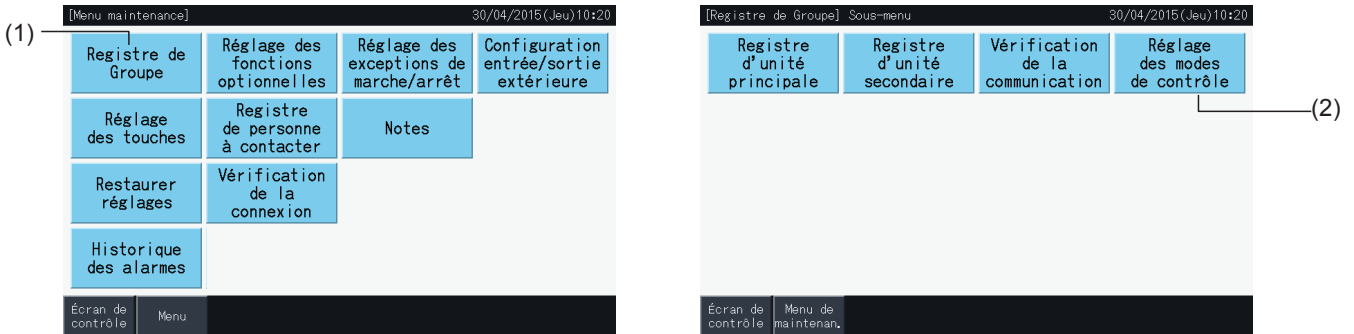 [Menu maintenance] 30/04/2015(Jeu)10:20
(1)
Registre de
Groupe
Réglage des
fonctions
optionnelles
Réglage des
exceptions de
marche/arrêt
Configuration
entrée/sortie
extérieure
Réglage
des touches
Registre
de personne
à contacter
Notes
Restaurer
réglages
Vérification
de la
connexion
Historique
des alarmes
Écran de
contrôle
Menu
[Registre de Groupe] Sous-menu 30/04/2015(Jeu)10:20
Registre
d'unité
principale
Registre
d'unité
secondaire
Vérification
de la
communication
Réglage
des modes
de contrôle
(2)
Écran de
contrôle
Menu de
maintenan.